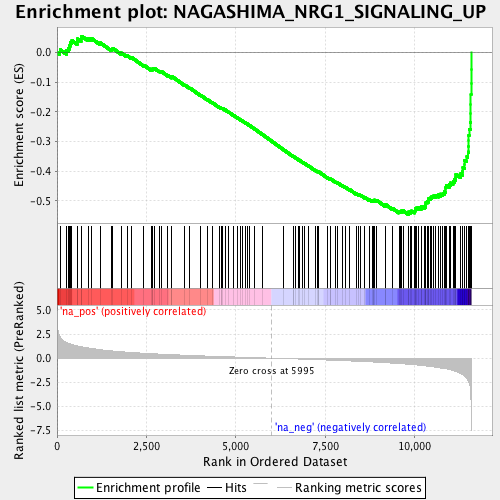 Enrichment plot: NAGASHIMA_NRG1_SIGNALING_UP
Enrichment score (ES)
0.0
-0.1
-0.2
-0.3
-0.4
-0.5
Ranked list metric (PreRanked)
5.0
2.5
0.0
-2.5
-5.0
-7.5
'na_pos' (positively correlated)
Zero cross at 5995
'na_neg' (negatively correlated)
0
2,500
5,000
7,500
10,000
Rank in Ordered Dataset
Enrichment profile
Hits
Ranking metric scores